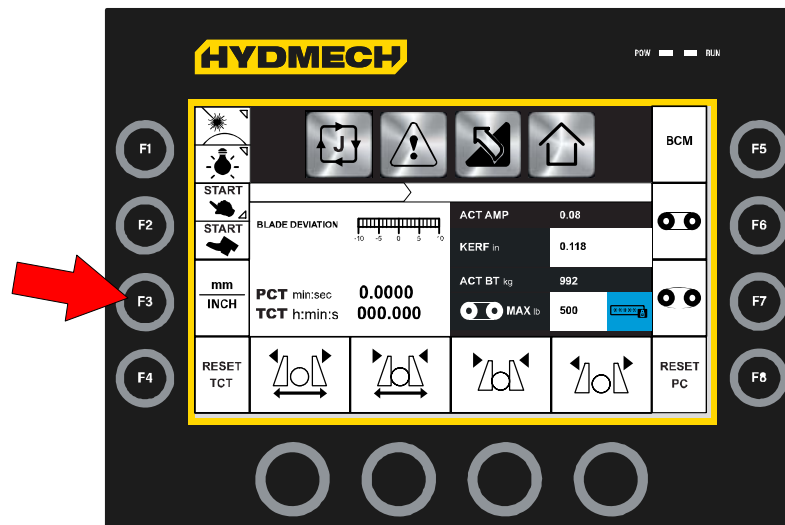 HYDMECH
POW RUN
F1
F2
F3
F4
J
START
START
mm
INCH
RESET
TCT
BLADE DEVIATION
-10 -5 0 5 10
PCT min:sec 0.0000
TCT h:min:s 000.000
ACT AMP 0.08
KERF in 0.118
ACT BT kg 992
MAX lb 500
BCM
RESET
PC
F5
F6
F7
F8